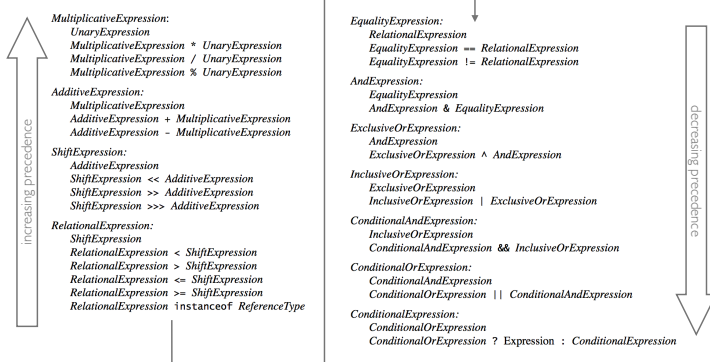 MultiplicativeExpression:
UnaryExpression
MultiplicativeExpression * UnaryExpression
MultiplicativeExpression / UnaryExpression
MultiplicativeExpression % UnaryExpression
AdditiveExpression:
MultiplicativeExpression
AdditiveExpression + MultiplicativeExpression
AdditiveExpression - MultiplicativeExpression
ShiftExpression:
AdditiveExpression
ShiftExpression << AdditiveExpression
ShiftExpression >> AdditiveExpression
ShiftExpression >>> AdditiveExpression
RelationalExpression:
ShiftExpression
RelationalExpression < ShiftExpression
RelationalExpression > ShiftExpression
RelationalExpression <= ShiftExpression
RelationalExpression >= ShiftExpression
RelationalExpression instanceof ReferenceType
increasing precedence
EqualityExpression:
RelationalExpression
EqualityExpression == RelationalExpression
EqualityExpression != RelationalExpression
AndExpression:
EqualityExpression
AndExpression & EqualityExpression
ExclusiveOrExpression:
AndExpression
ExclusiveOrExpression ^ AndExpression
InclusiveOrExpression:
ExclusiveOrExpression
InclusiveOrExpression | ExclusiveOrExpression
ConditionalAndExpression:
InclusiveOrExpression
ConditionalAndExpression && InclusiveOrExpression
ConditionalOrExpression:
ConditionalAndExpression
ConditionalOrExpression || ConditionalAndExpression
ConditionalExpression:
ConditionalOrExpression
ConditionalOrExpression ? Expression : ConditionalExpression
decreasing precedence